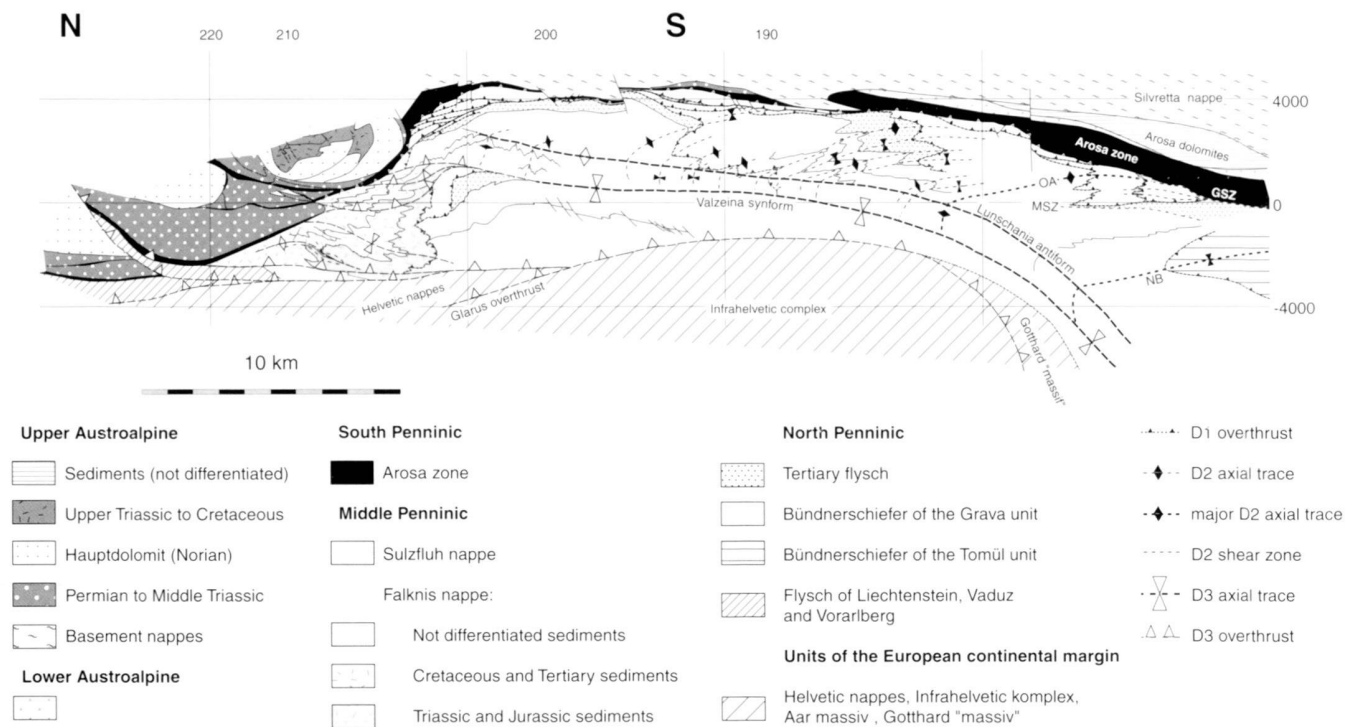 N
S
220
210
200
190
Silvretta nappe
4000
Arosa dolomites
Arosa zone
OA
GSZ
MSZ
0
Valzeina synform
Lunschania antiform
NB
Helvetic nappes
Glarus overthrust
Infrahelvetic complex
-4000
Gotthard "massif"
10 km
Upper Austroalpine
Sediments (not differentiated)
Upper Triassic to Cretaceous
Hauptdolomit (Norian)
Permian to Middle Triassic
Basement nappes
Lower Austroalpine
South Penninic
Arosa zone
Middle Penninic
Sulzfluh nappe
Falknis nappe:
Not differentiated sediments
Cretaceous and Tertiary sediments
Triassic and Jurassic sediments
North Penninic
Tertiary flysch
Bündnerschiefer of the Grava unit
Bündnerschiefer of the Tomül unit
Flysch of Liechtenstein, Vaduz
and Vorarlberg
Units of the European continental margin
Helvetic nappes, Infrahelvetic komplex,
Aar massiv , Gotthard "massiv"
D1 overthrust
D2 axial trace
major D2 axial trace
D2 shear zone
D3 axial trace
D3 overthrust